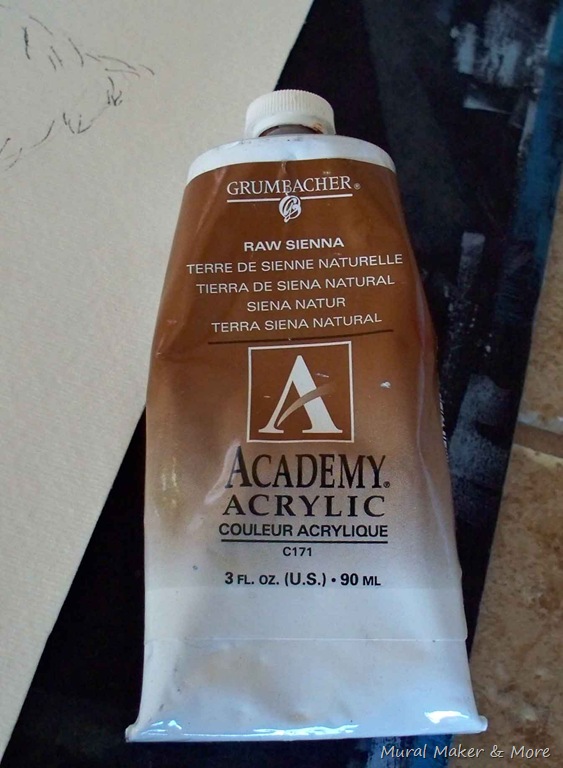 GRUMBACHER®
RAW SIENNA
TERRE DE SIENNE NATURELLE
TIERRA DE SIENA NATURAL
SIENA NATUR
TERRA SIENA NATURAL
A
ACADEMY®
ACRYLIC
COULEUR ACRYLIQUE
C171
3 FL. OZ. (U.S.) • 90 ML
Mural Maker & More